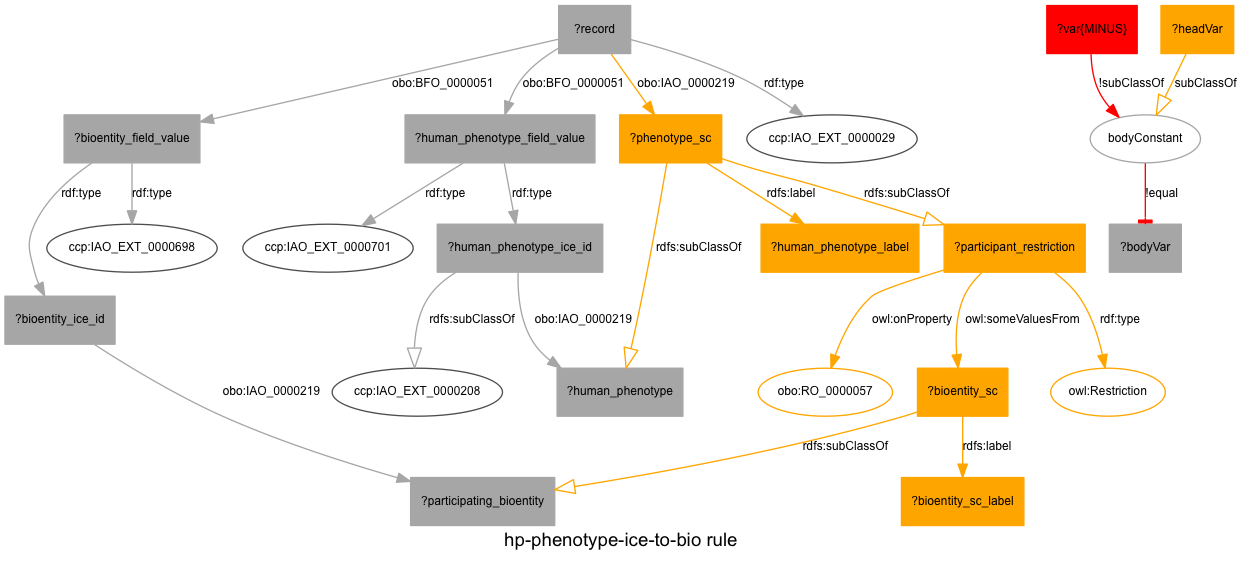 ?record
?var{MINUS}
?headVar
obo:BFO_0000051
obo:BFO_0000051
obo:IAO_0000219
rdf:type
!subClassOf
subClassOf
?bioentity_field_value
?human_phenotype_field_value
?phenotype_sc
ccp:IAO_EXT_0000029
bodyConstant
rdf:type
rdf:type
rdf:type
rdf:type
rdfs:label
rdfs:subClassOf
!equal
ccp:IAO_EXT_0000698
ccp:IAO_EXT_0000701
?human_phenotype_ice_id
rdfs:subClassOf
?human_phenotype_label
?participant_restriction
?bodyVar
?bioentity_ice_id
rdfs:subClassOf
obo:IAO_0000219
owl:onProperty
owl:someValuesFrom
rdf:type
obo:IAO_0000219
ccp:IAO_EXT_0000208
?human_phenotype
obo:RO_0000057
?bioentity_sc
owl:Restriction
rdfs:subClassOf
rdfs:label
?participating_bioentity
?bioentity_sc_label
hp-phenotype-ice-to-bio rule